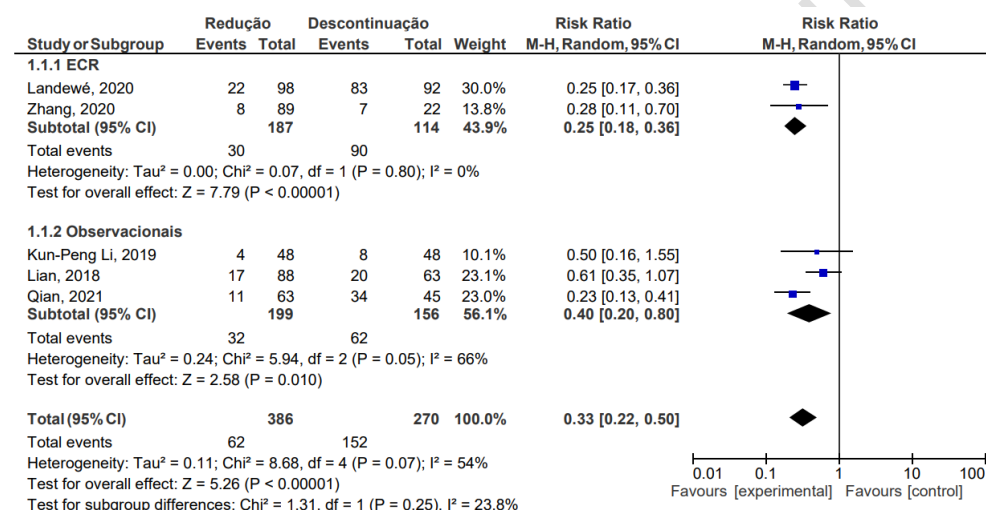 Redução Descontinuação Risk Ratio Risk Ratio
Study or Subgroup Events Total Events Total Weight M-H, Random, 95% CI M-H, Random, 95% CI
1.1.1 ECR
Landewé, 2020 22 98 83 92 30.0% 0.25 [0.17, 0.36]
Zhang, 2020 8 89 7 22 13.8% 0.28 [0.11, 0.70]
Subtotal (95% CI) 187 114 43.9% 0.25 [0.18, 0.36]
Total events 30 90
Heterogeneity: Tau² = 0.00; Chi² = 0.07, df = 1 (P = 0.80); I² = 0%
Test for overall effect: Z = 7.79 (P < 0.00001)
1.1.2 Observacionais
Kun-Peng Li, 2019 4 48 8 48 10.1% 0.50 [0.16, 1.55]
Lian, 2018 17 88 20 63 23.1% 0.61 [0.35, 1.07]
Qian, 2021 11 63 34 45 23.0% 0.23 [0.13, 0.41]
Subtotal (95% CI) 199 156 56.1% 0.40 [0.20, 0.80]
Total events 32 62
Heterogeneity: Tau² = 0.24; Chi² = 5.94, df = 2 (P = 0.05); I² = 66%
Test for overall effect: Z = 2.58 (P = 0.010)
Total (95% CI) 386 270 100.0% 0.33 [0.22, 0.50]
Total events 62 152
Heterogeneity: Tau² = 0.11; Chi² = 8.68, df = 4 (P = 0.07); I² = 54%
Test for overall effect: Z = 5.26 (P < 0.00001)
Test for subgroup differences: Chi² = 1.31, df = 1 (P = 0.25), I² = 23.8%
0.01 0.1 1 10 100
Favours [experimental] Favours [control]